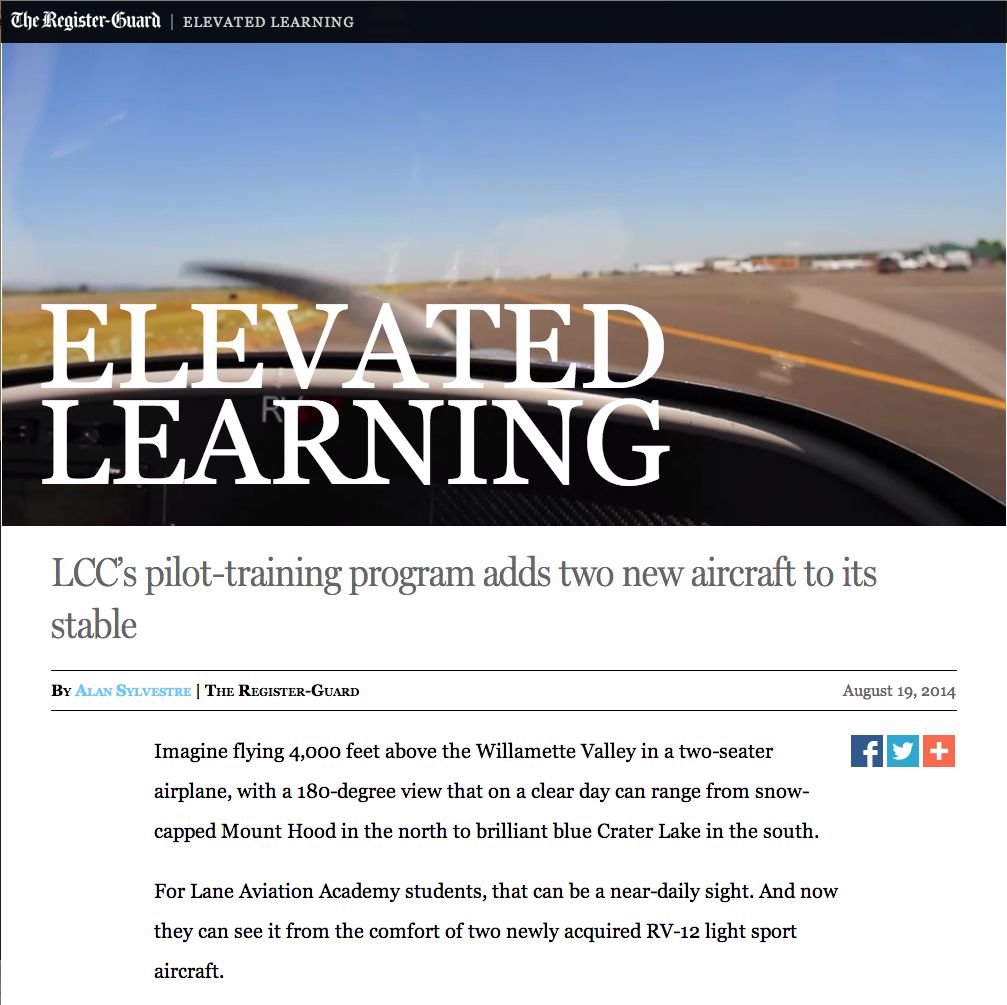 The Register-Guard | ELEVATED LEARNING
ELEVATED
LEARNING
LCC’s pilot-training program adds two new aircraft to its
stable
By Alan Sylvestre | The Register-Guard August 19, 2014
Imagine flying 4,000 feet above the Willamette Valley in a two-seater
airplane, with a 180-degree view that on a clear day can range from snow-
capped Mount Hood in the north to brilliant blue Crater Lake in the south.
For Lane Aviation Academy students, that can be a near-daily sight. And now
they can see it from the comfort of two newly acquired RV-12 light sport
aircraft.